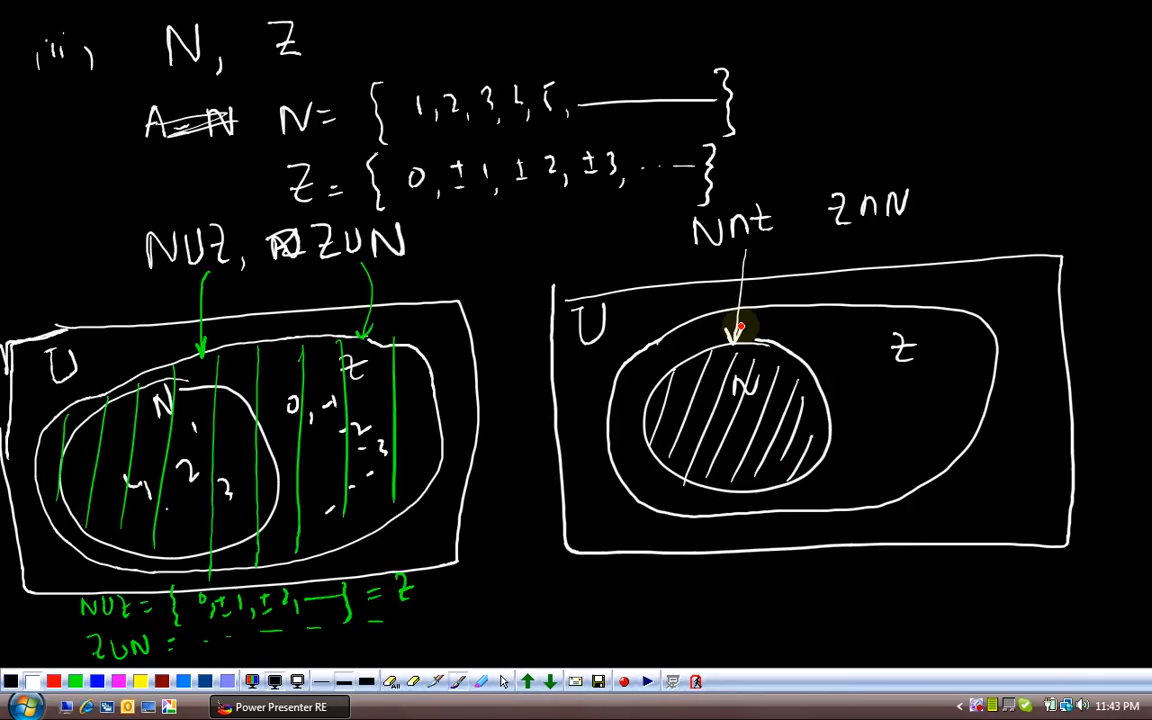 iii) N, Z
A = N N = { 1, 2, 3, 4, 5, ——— }
Z = { 0, ± 1, ± 2, ± 3, ... — }
N∪Z, Z∪N
N∩Z Z∩N
U
Z
N
1
0, -1
-2
-3
4
2
3
U
Z
N
N∪Z = { 0, ±1, ±2, — } = Z
Z∪N = ..
Power Presenter RE
11:43 PM